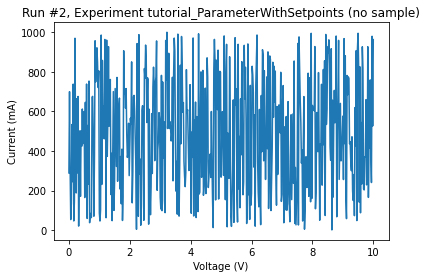 Run #2, Experiment tutorial_ParameterWithSetpoints (no sample)
1000
800
600
400
200
0
Current (mA)
0 2 4 6 8 10
Voltage (V)